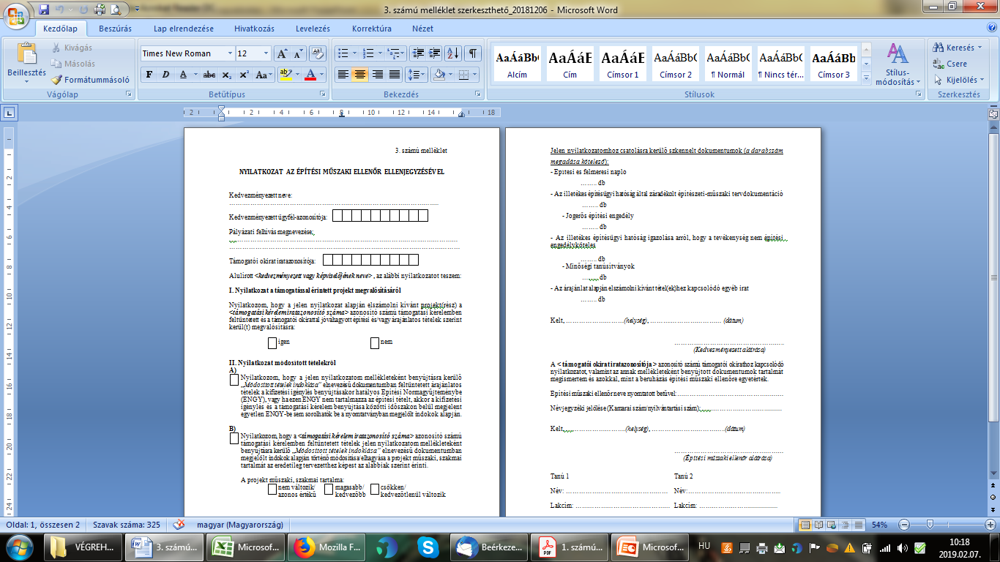 3. számú melléklet szerkeszthető_20181206 - Microsoft Word
Kezdőlap Beszúrás Lap elrendezése Hivatkozás Levelezés Korrektúra Nézet
Beillesztés
Kivágás
Másolás
Formátummásoló
Vágólap
Times New Roman 12
Betűtípus
Bekezdés
AaÁáBbC AaÁáB AaÁáB AaÁáBbC AaÁáBbC AaÁáBbC AaÁáBb
Alcím Cím Címsor 1 Címsor 2 ¶ Normál ¶ Nincs tér... Címsor 3
Stílusok
Stílus-módosítás
Keresés
Csere
Kijelölés
Szerkesztés
2 2 4 6 8 10 12 14 18
3. számú melléklet
NYILATKOZAT AZ ÉPÍTÉSI MŰSZAKI ELLENŐR ELLENJEGYZÉSÉVEL
Kedvezményezett neve:
Kedvezményezett ügyfél-azonosítója:
Pályázati felhívás megnevezése:
Támogatói okirat iratazonosítója:
Alulírott <kedvezményezett vagy képviselőjének neve> , az alábbi nyilatkozatot teszem:
I. Nyilatkozat a támogatással érintett projekt megvalósításáról
Nyilatkozom, hogy a jelen nyilatkozat alapján elszámolni kívánt projekt(rész) a
<támogatási kérelem iratazonosító száma> azonosító számú támogatási kérelemben
feltüntetett és a támogatói okirattal jóváhagyott építési és/vagy árajánlatos tételek szerint
kerül(t) megvalósításra:
igen nem
II. Nyilatkozat módosított tételekről
A)
Nyilatkozom, hogy a jelen nyilatkozatom mellékleteként benyújtásra kerülő
„Módosított tételek indoklása” elnevezésű dokumentumban feltüntetett árajánlatos
tételek a kifizetési igénylés benyújtásakor hatályos Építési Normagyűjteménybe
(ÉNGY), vagy ha ezen ÉNGY nem tartalmazza az építési tételt, akkor a kifizetési
igénylés és a támogatási kérelem benyújtása közötti időszakon belül megjelent
egyetlen ÉNGY-be sem sorolhatók be a nyomtatványban megjelölt indokok alapján.
B)
Nyilatkozom, hogy a <támogatási kérelem iratazonosító száma> azonosító számú
támogatási kérelemben feltüntetett tételek jelen nyilatkozatom mellékleteként
benyújtásra kerülő „Módosított tételek indoklása” elnevezésű dokumentumban
megjelölt indokok alapján történő módosítása/elhagyása a projekt műszaki, szakmai
tartalmát az eredetileg tervezetthez képest az alábbiak szerint érinti.
A projekt műszaki, szakmai tartalma:
nem változik/ magasabb/ csökken/
azonos értékű kedvezőbb kedvezőtlenül változik
Jelen nyilatkozatomhoz csatolásra kerülő szkennelt dokumentumok (a darabszám
megadása kötelező):
- Építési és felmérési napló
…….. db
- Az illetékes építésügyi hatóság által záradékolt építészeti-műszaki tervdokumentáció
…….. db
- Jogerős építési engedély
…….. db
- Az illetékes építésügyi hatóság igazolása arról, hogy a tevékenység nem építési
engedélyköteles
…….. db
- Minőségi tanúsítványok
…….. db
- Az árajánlat alapján elszámolni kívánt tétel(ek)hez kapcsolódó egyéb irat
…….. db
Kelt, ……………………(helység), ………………………… (dátum)
(Kedvezményezett aláírása)
A < támogatói okirat iratazonosítója > azonosító számú támogatói okirathoz kapcsolódó
nyilatkozatot, valamint az annak mellékleteként benyújtott dokumentumok tartalmát
megismertem és azokkal, mint a beruházás építési műszaki ellenőre egyetértek.
Építési műszaki ellenőr neve nyomtatott betűvel:……………………………………
Névjegyzéki jelölése (Kamarai szám/nyilvántartási szám):……………………………
Kelt,……………………(helység), …………………………(dátum)
(Építési műszaki ellenőr aláírása)
Tanú 1 Tanú 2
Név: …………………………………… Név:…………………………………
Lakcím: ………………………………… Lakcím: ……………………………
Oldal: 1, összesen 2 Szavak száma: 325 magyar (Magyarország) 54%
VÉGREH... 3. számú... Microsof... Mozilla F... Beérkeze... 1. számú... Microsof... HU 10:18
2019.02.07.